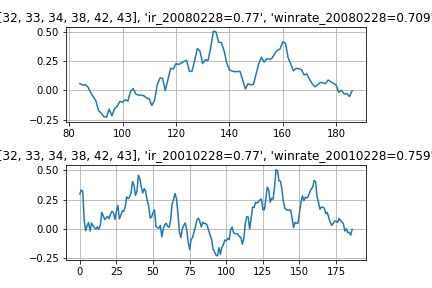 [32, 33, 34, 38, 42, 43], 'ir_20080228=0.77', 'winrate_20080228=0.709'
0.50
0.25
0.00
−0.25
80 100 120 140 160 180
[32, 33, 34, 38, 42, 43], 'ir_20010228=0.77', 'winrate_20010228=0.759'
0.50
0.25
0.00
−0.25
0 25 50 75 100 125 150 175